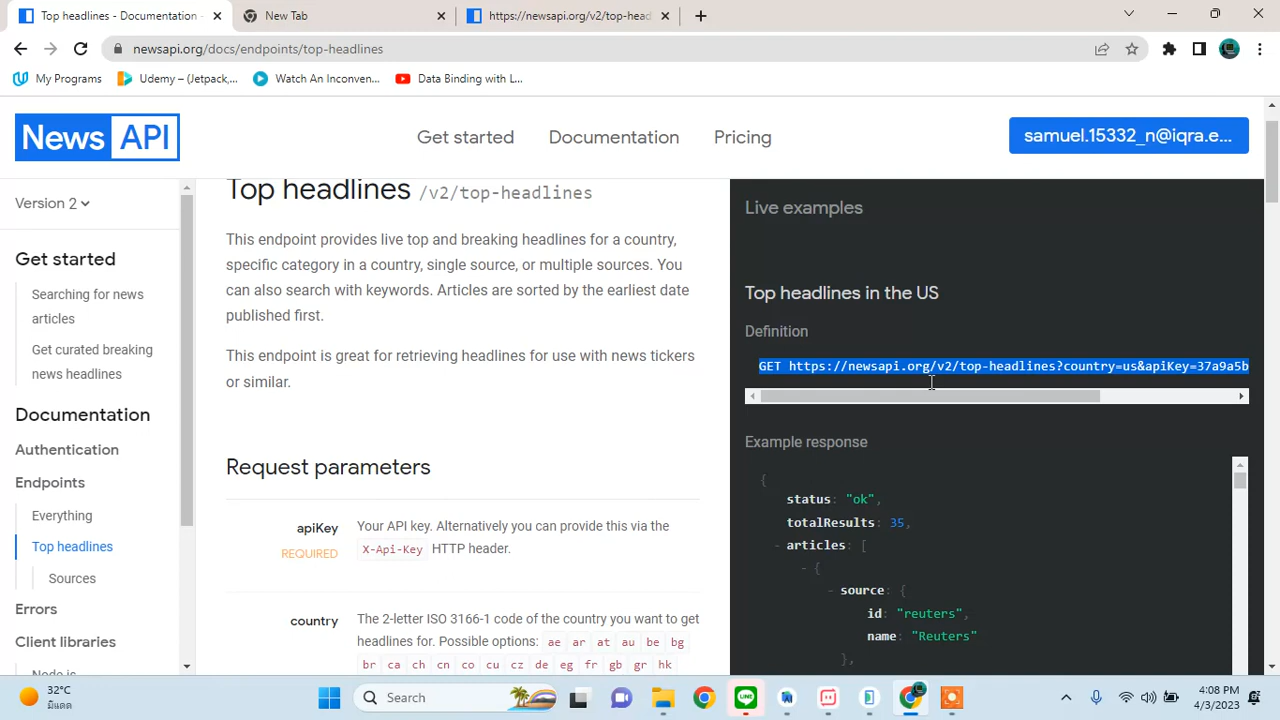 Top headlines - Documentation -
New Tab
https://newsapi.org/v2/top-head
newsapi.org/docs/endpoints/top-headlines
My Programs
Udemy – (Jetpack,...
Watch An Inconven...
Data Binding with L...
News API
Get started
Documentation
Pricing
samuel.15332_n@iqra.e...
Version 2
Get started
Searching for news
articles
Get curated breaking
news headlines
Documentation
Authentication
Endpoints
Everything
Top headlines
Sources
Errors
Client libraries
Node.js
Top headlines /v2/top-headlines
This endpoint provides live top and breaking headlines for a country,
specific category in a country, single source, or multiple sources. You
can also search with keywords. Articles are sorted by the earliest date
published first.
This endpoint is great for retrieving headlines for use with news tickers
or similar.
Request parameters
apiKey
REQUIRED
Your API key. Alternatively you can provide this via the
X-Api-Key HTTP header.
country
The 2-letter ISO 3166-1 code of the country you want to get
headlines for. Possible options: ae ar at au be bg
br ca ch cn co cu cz de eg fr gb gr hk
Live examples
Top headlines in the US
Definition
GET https://newsapi.org/v2/top-headlines?country=us&apiKey=37a9a5b
Example response
{
status: "ok",
totalResults: 35,
- articles: [
- {
- source: {
id: "reuters",
name: "Reuters"
},
32°C
มีแดด
Search
4:08 PM
4/3/2023